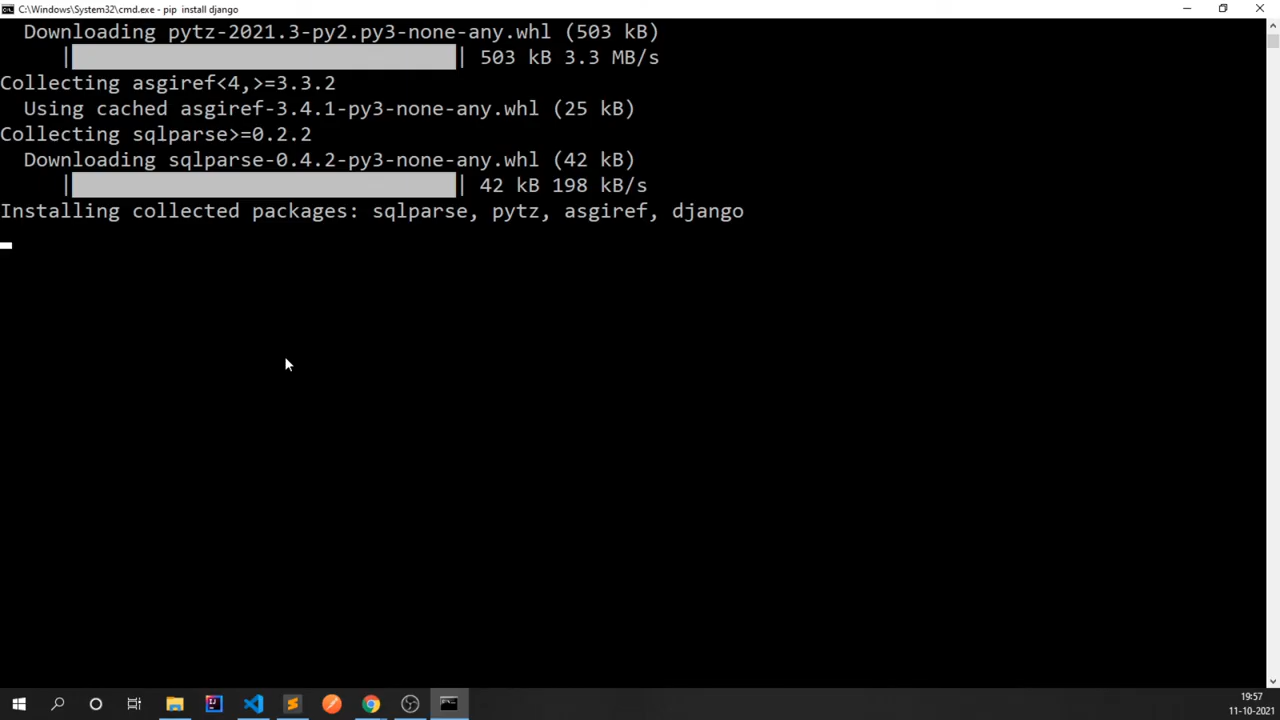 C:\Windows\System32\cmd.exe - pip  install django
Downloading pytz-2021.3-py2.py3-none-any.whl (503 kB)
|                                | 503 kB 3.3 MB/s
Collecting asgiref<4,>=3.3.2
Using cached asgiref-3.4.1-py3-none-any.whl (25 kB)
Collecting sqlparse>=0.2.2
Downloading sqlparse-0.4.2-py3-none-any.whl (42 kB)
|                                | 42 kB 198 kB/s
Installing collected packages: sqlparse, pytz, asgiref, django
19:57
11-10-2021